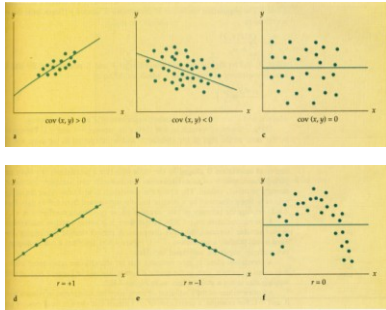 y y y
x x x
a b c
cov (x, y) > 0 cov (x, y) < 0 cov (x, y) = 0
y y y
x x x
d e f
r = +1 r = −1 r = 0